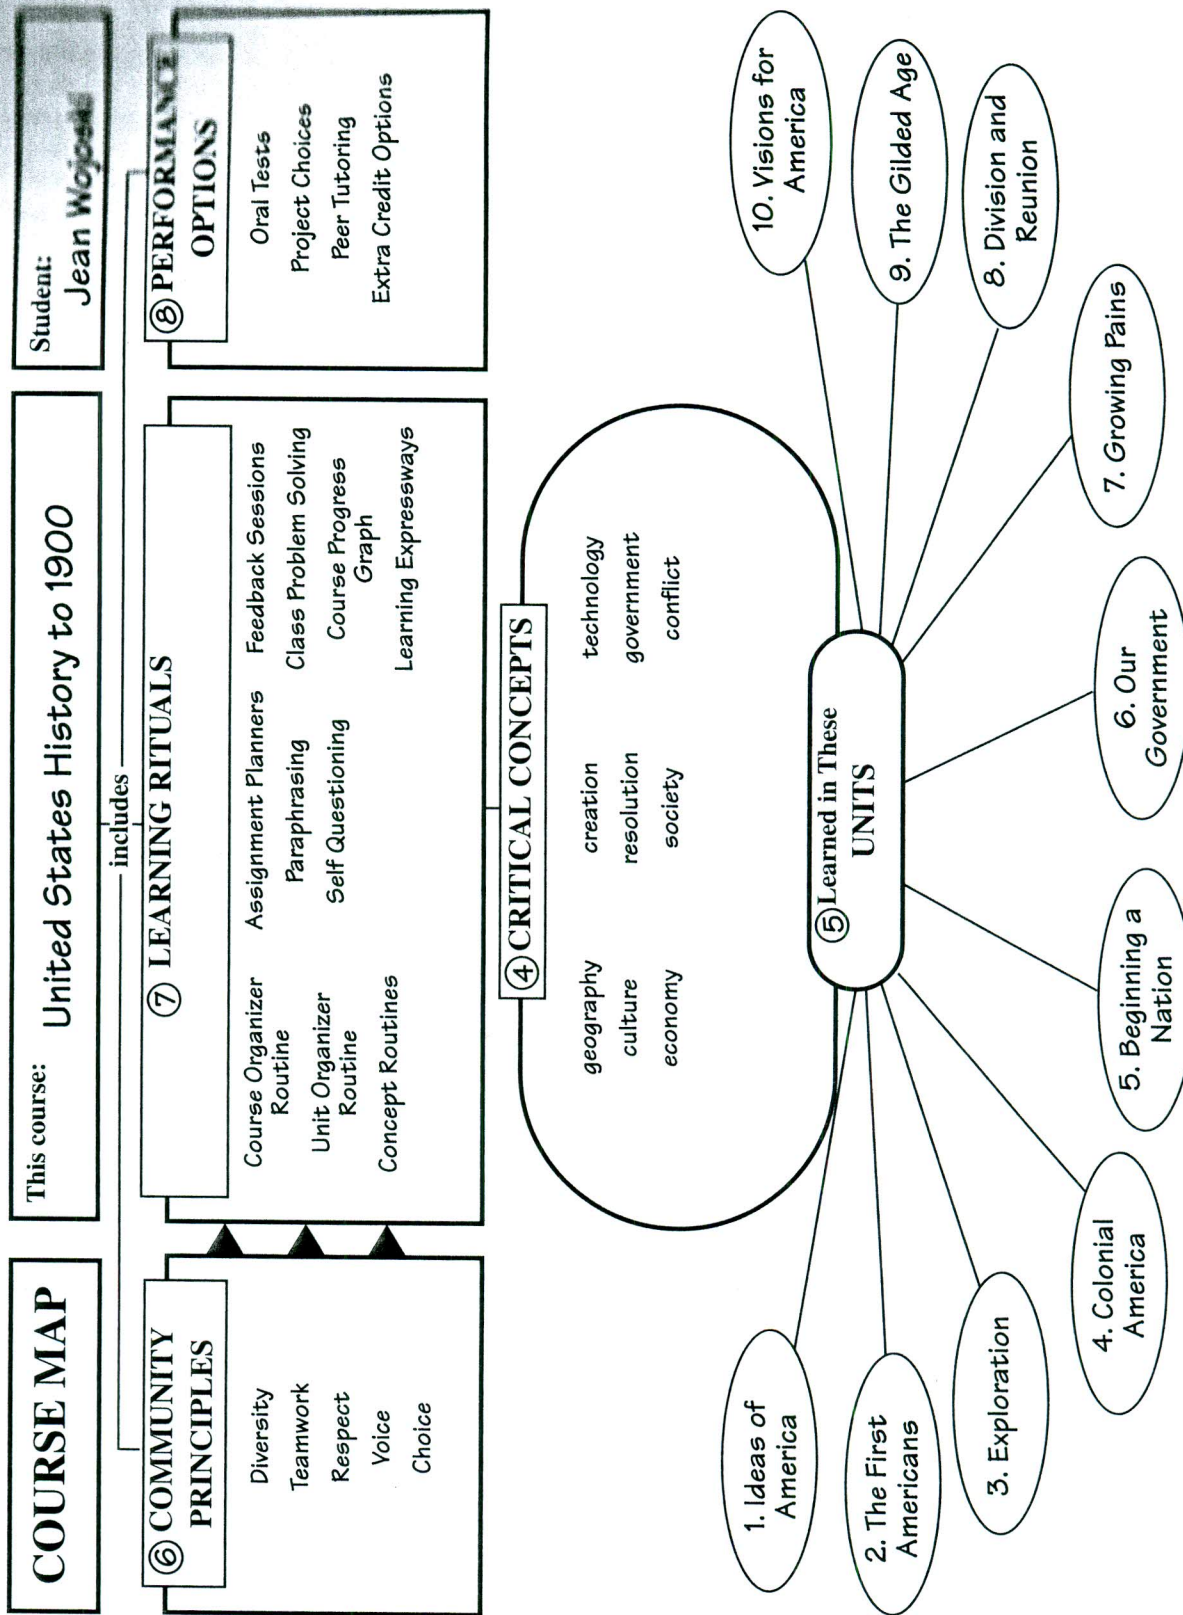 COURSE MAP
This course:
United States History to 1900
Student:
Jean
includes
⑥ COMMUNITY
PRINCIPLES
Diversity
Teamwork
Respect
Voice
Choice
⑦ LEARNING RITUALS
Course Organizer
Routine
Unit Organizer
Routine
Concept Routines
Assignment Planners
Paraphrasing
Self Questioning
Feedback Sessions
Class Problem Solving
Course Progress
Graph
Learning Expressways
⑧ PERFORMANCE
OPTIONS
Oral Tests
Project Choices
Peer Tutoring
Extra Credit Options
④ CRITICAL CONCEPTS
geography
culture
economy
creation
resolution
society
technology
government
conflict
⑤ Learned in These
UNITS
1. Ideas of
America
2. The First
Americans
3. Exploration
4. Colonial
America
5. Beginning a
Nation
6. Our
Government
7. Growing Pains
8. Division and
Reunion
9. The Gilded Age
10. Visions for
America